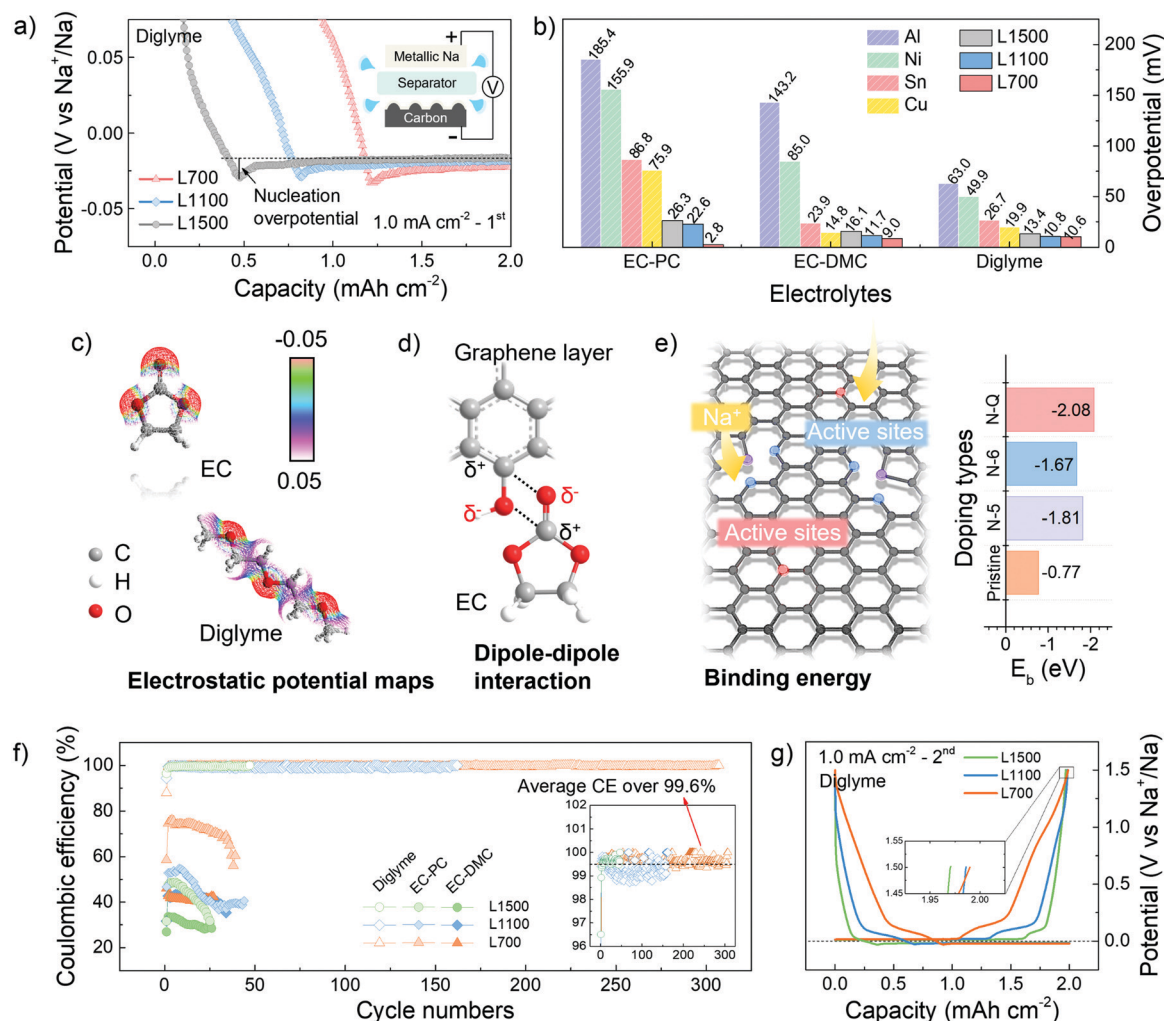 a)
Diglyme
0.05
0.00
-0.05
Potential (V vs Na⁺/Na)
+
Metallic Na
Separator
Carbon
-
V
L700
L1100
L1500
Nucleation
overpotential
1.0 mA cm⁻² - 1ˢᵗ
0.0 0.5 1.0 1.5 2.0
Capacity (mAh cm⁻²)
b)
Al
Ni
Sn
Cu
L1500
L1100
L700
185.4 155.9 86.8 75.9 26.3 22.6 2.8
143.2 85.0 23.9 14.8 16.1 11.7 9.0
63.0 49.9 26.7 19.9 13.4 10.8 10.6
200
150
100
50
0
Overpotential (mV)
EC-PC EC-DMC Diglyme
Electrolytes
c)
-0.05
0.05
EC
C
H
O
Diglyme
Electrostatic potential maps
d)
Graphene layer
δ⁺
δ⁻
δ⁻
δ⁺
EC
Dipole-dipole
interaction
e)
Na⁺
Active sites
Active sites
Binding energy
Doping types
N-Q
-2.08
N-6
-1.67
N-5
-1.81
Pristine
-0.77
0 -1 -2
E_b (eV)
f)
100
90
80
70
60
50
40
30
Coulombic efficiency (%)
Average CE over 99.6%
Diglyme EC-PC EC-DMC
L1500
L1100
L700
102
101
100
99
98
97
96
0 100 200 300
0 50 100 150 200 250 300
Cycle numbers
g)
1.0 mA cm⁻² - 2ⁿᵈ
Diglyme
L1500
L1100
L700
1.55
1.50
1.45
1.95 2.00
1.5
1.0
0.5
0.0
Potential (V vs Na⁺/Na)
0.0 0.5 1.0 1.5 2.0
Capacity (mAh cm⁻²)